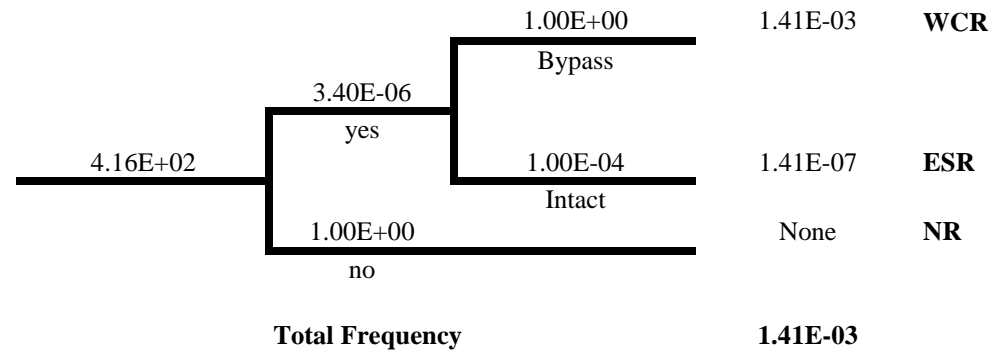 1.00E+00 1.41E-03 WCR
Bypass
3.40E-06
yes
4.16E+02 1.00E-04 1.41E-07 ESR
Intact
1.00E+00 None NR
no
Total Frequency 1.41E-03